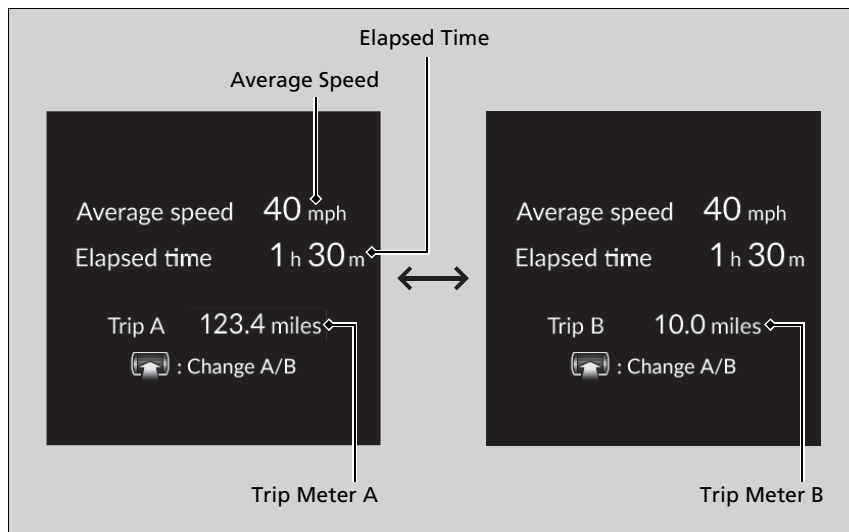 Elapsed Time
Average Speed
Average speed 40 mph
Elapsed time 1 h 30 m
Trip A 123.4 miles
: Change A/B
Average speed 40 mph
Elapsed time 1 h 30 m
Trip B 10.0 miles
: Change A/B
Trip Meter A
Trip Meter B